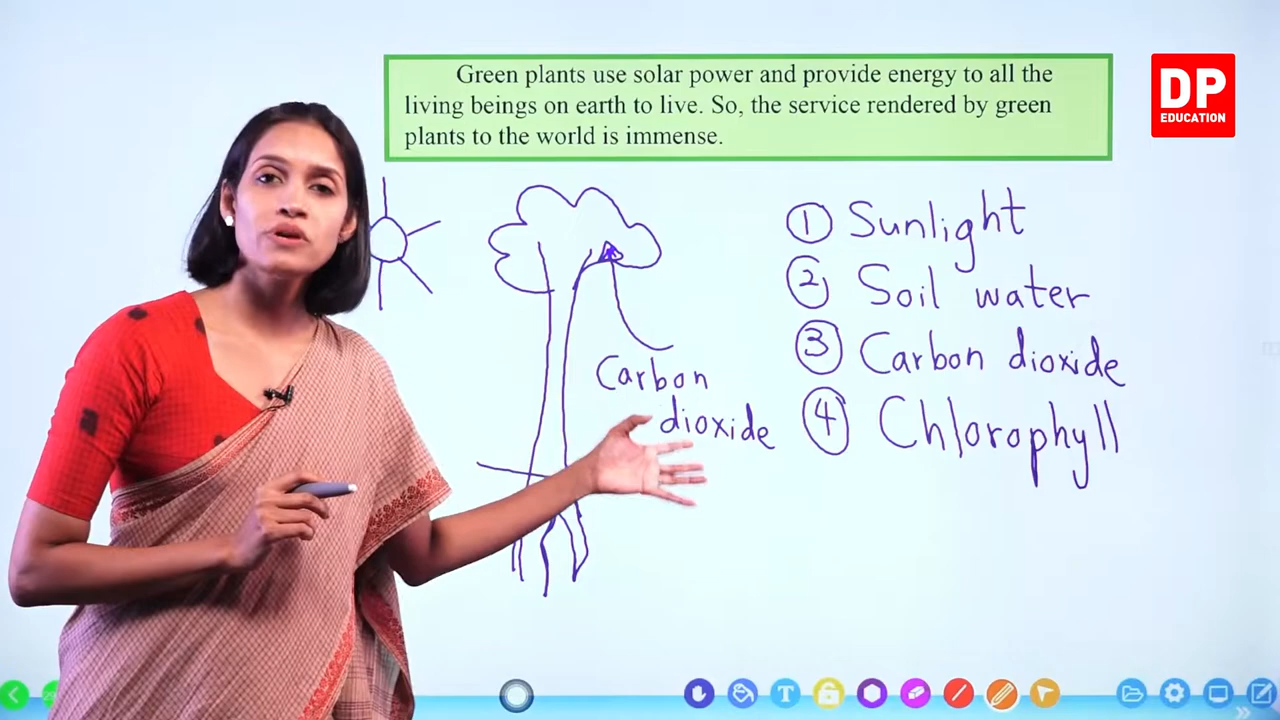 Green plants use solar power and provide energy to all the
living beings on earth to live. So, the service rendered by green
plants to the world is immense.
DP
EDUCATION
Carbon
dioxide
① Sunlight
② Soil water
③ Carbon dioxide
④ Chlorophyll